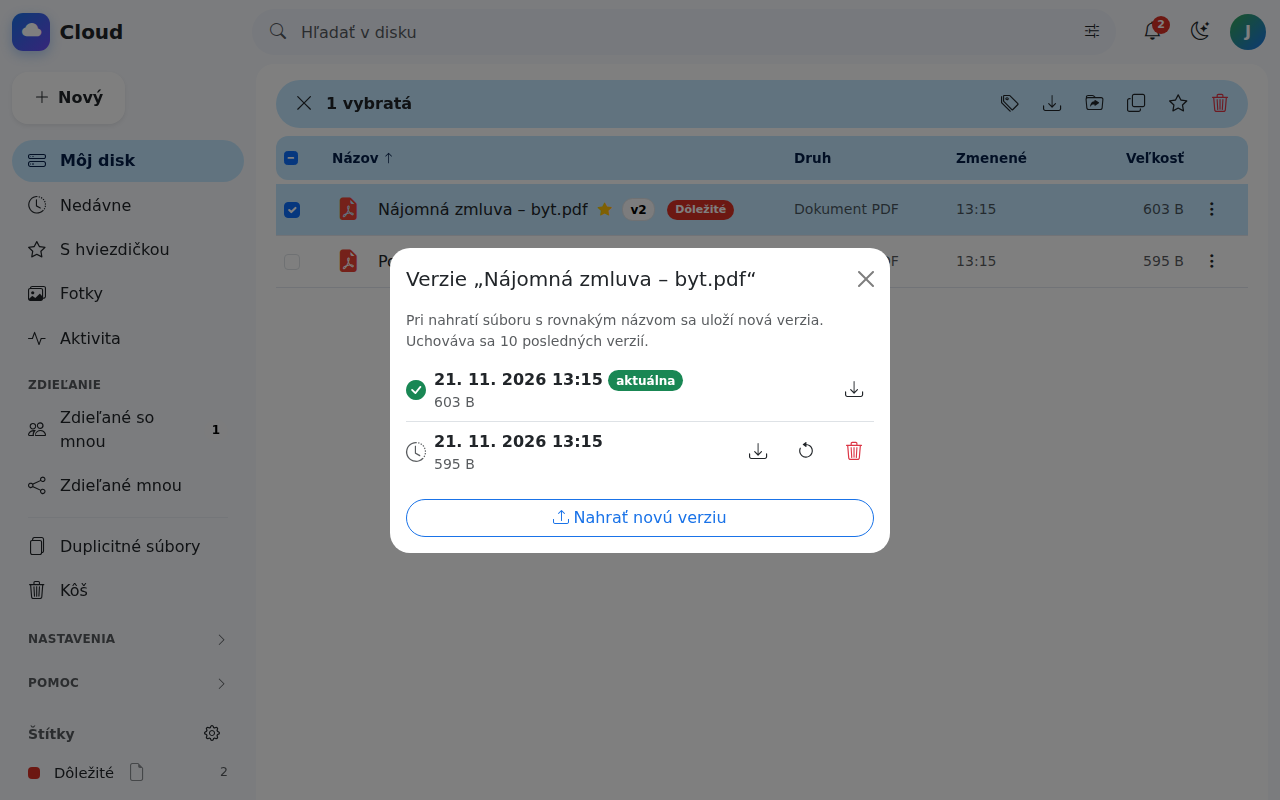 Cloud
Hľadať v disku
2
J
Nový
1 vybratá
Môj disk
Nedávne
S hviezdičkou
Fotky
Aktivita
ZDIEĽANIE
Zdieľané so
mnou
1
Zdieľané mnou
Duplicitné súbory
Kôš
NASTAVENIA
POMOC
Štítky
Dôležité
2
Názov
Druh
Zmenené
Veľkosť
Nájomná zmluva – byt.pdf
v2
Dôležité
Dokument PDF
13:15
603 B
13:15
595 B
Verzie „Nájomná zmluva – byt.pdf“
Pri nahratí súboru s rovnakým názvom sa uloží nová verzia.
Uchováva sa 10 posledných verzií.
21. 11. 2026 13:15 aktuálna
603 B
21. 11. 2026 13:15
595 B
Nahrať novú verziu